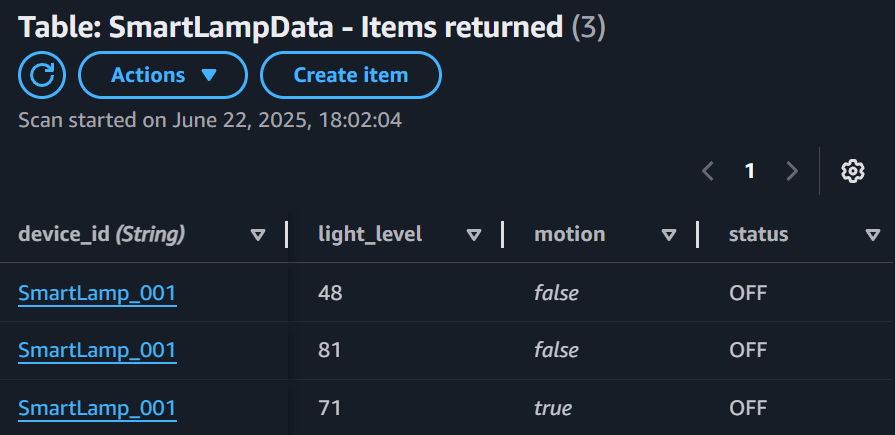 Table: SmartLampData - Items returned (3)
Actions Create item
Scan started on June 22, 2025, 18:02:04
1
device_id (String) light_level motion status
SmartLamp_001 48 false OFF
SmartLamp_001 81 false OFF
SmartLamp_001 71 true OFF